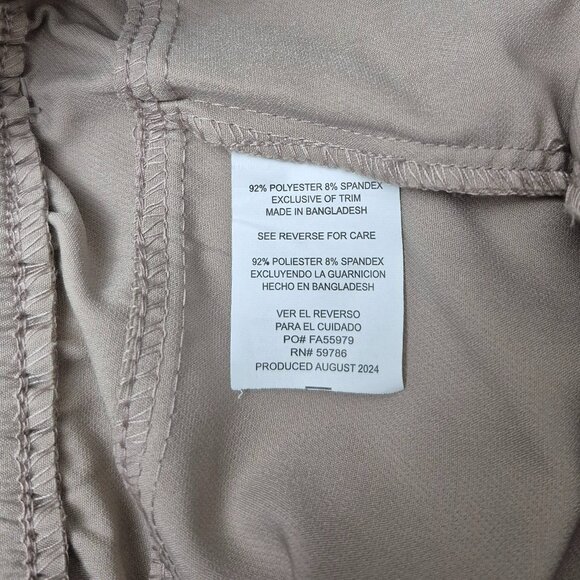 92% POLYESTER 8% SPANDEX
EXCLUSIVE OF TRIM
MADE IN BANGLADESH
SEE REVERSE FOR CARE
92% POLIESTER 8% SPANDEX
EXCLUYENDO LA GUARNICION
HECHO EN BANGLADESH
VER EL REVERSO
PARA EL CUIDADO
PO# FA55979
RN# 59786
PRODUCED AUGUST 2024